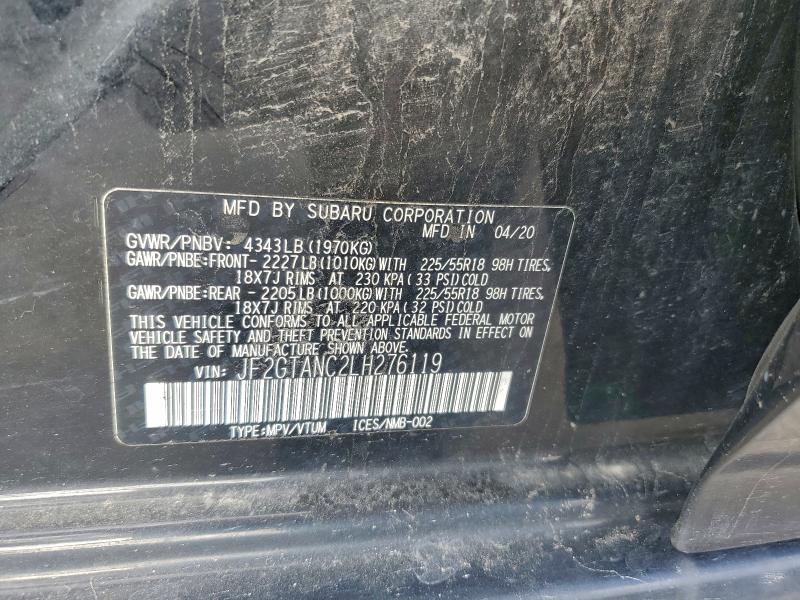 MFD BY SUBARU CORPORATION
MFD IN 04/20
GVWR/PNBV: 4343LB(1970KG)
GAWR/PNBE:FRONT- 2227LB(1010KG)WITH 225/55R18 98H TIRES,
18X7J RIMS AT 230 KPA(33 PSI)COLD
GAWR/PNBE:REAR - 2205LB(1000KG)WITH 225/55R18 98H TIRES,
18X7J RIMS AT 220 KPA(32 PSI)COLD
THIS VEHICLE CONFORMS TO ALL APPLICABLE FEDERAL MOTOR
VEHICLE SAFETY AND THEFT PREVENTION STANDARDS IN EFFECT ON
THE DATE OF MANUFACTURE SHOWN ABOVE.
VIN: JF2GTANC2LH276119
TYPE:MPV/VTUM ICES/NMB-002